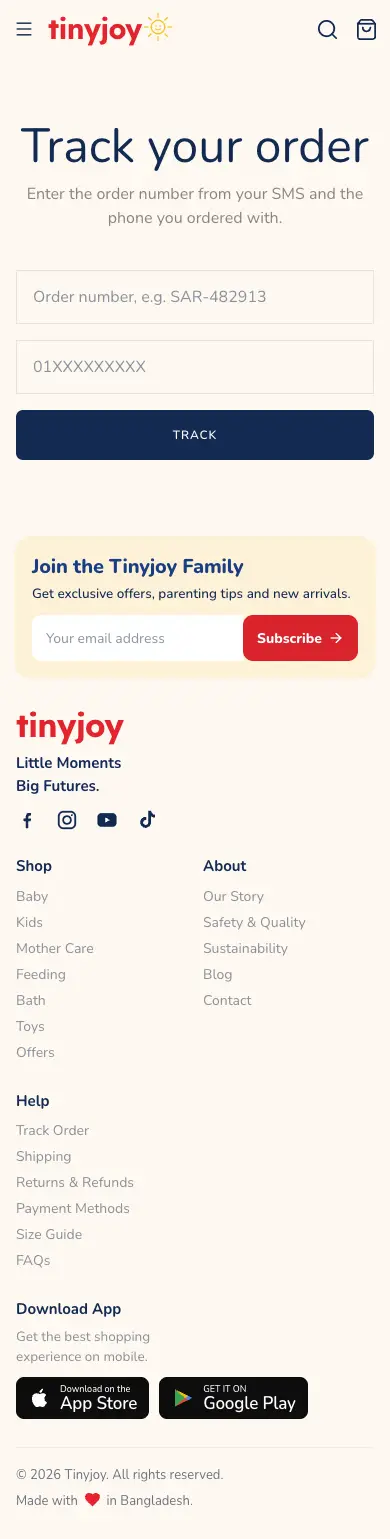 tinyjoy
Track your order
Enter the order number from your SMS and the
phone you ordered with.
Order number, e.g. SAR-482913
01XXXXXXXXX
TRACK
Join the Tinyjoy Family
Get exclusive offers, parenting tips and new arrivals.
Your email address
Subscribe →
tinyjoy
Little Moments
Big Futures.
Shop
Baby
Kids
Mother Care
Feeding
Bath
Toys
Offers
About
Our Story
Safety & Quality
Sustainability
Blog
Contact
Help
Track Order
Shipping
Returns & Refunds
Payment Methods
Size Guide
FAQs
Download App
Get the best shopping
experience on mobile.
Download on the
App Store
GET IT ON
Google Play
© 2026 Tinyjoy. All rights reserved.
Made with ❤ in Bangladesh.